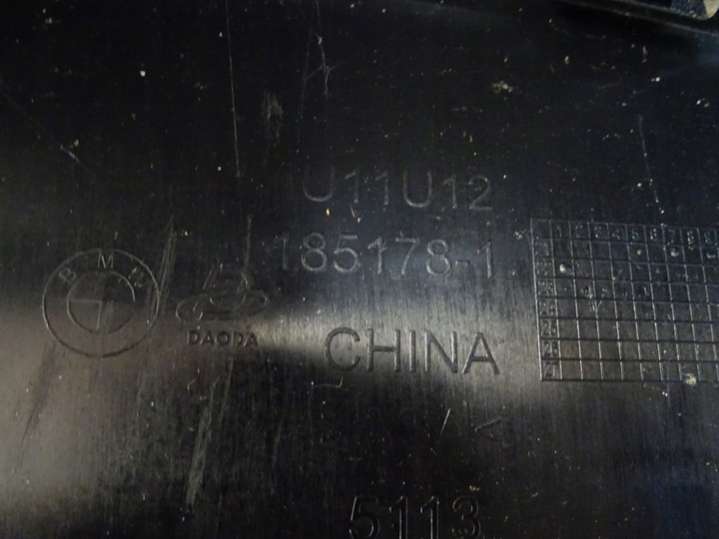 U11U12
185178-1
BMW
DAODA
CHINA
5113